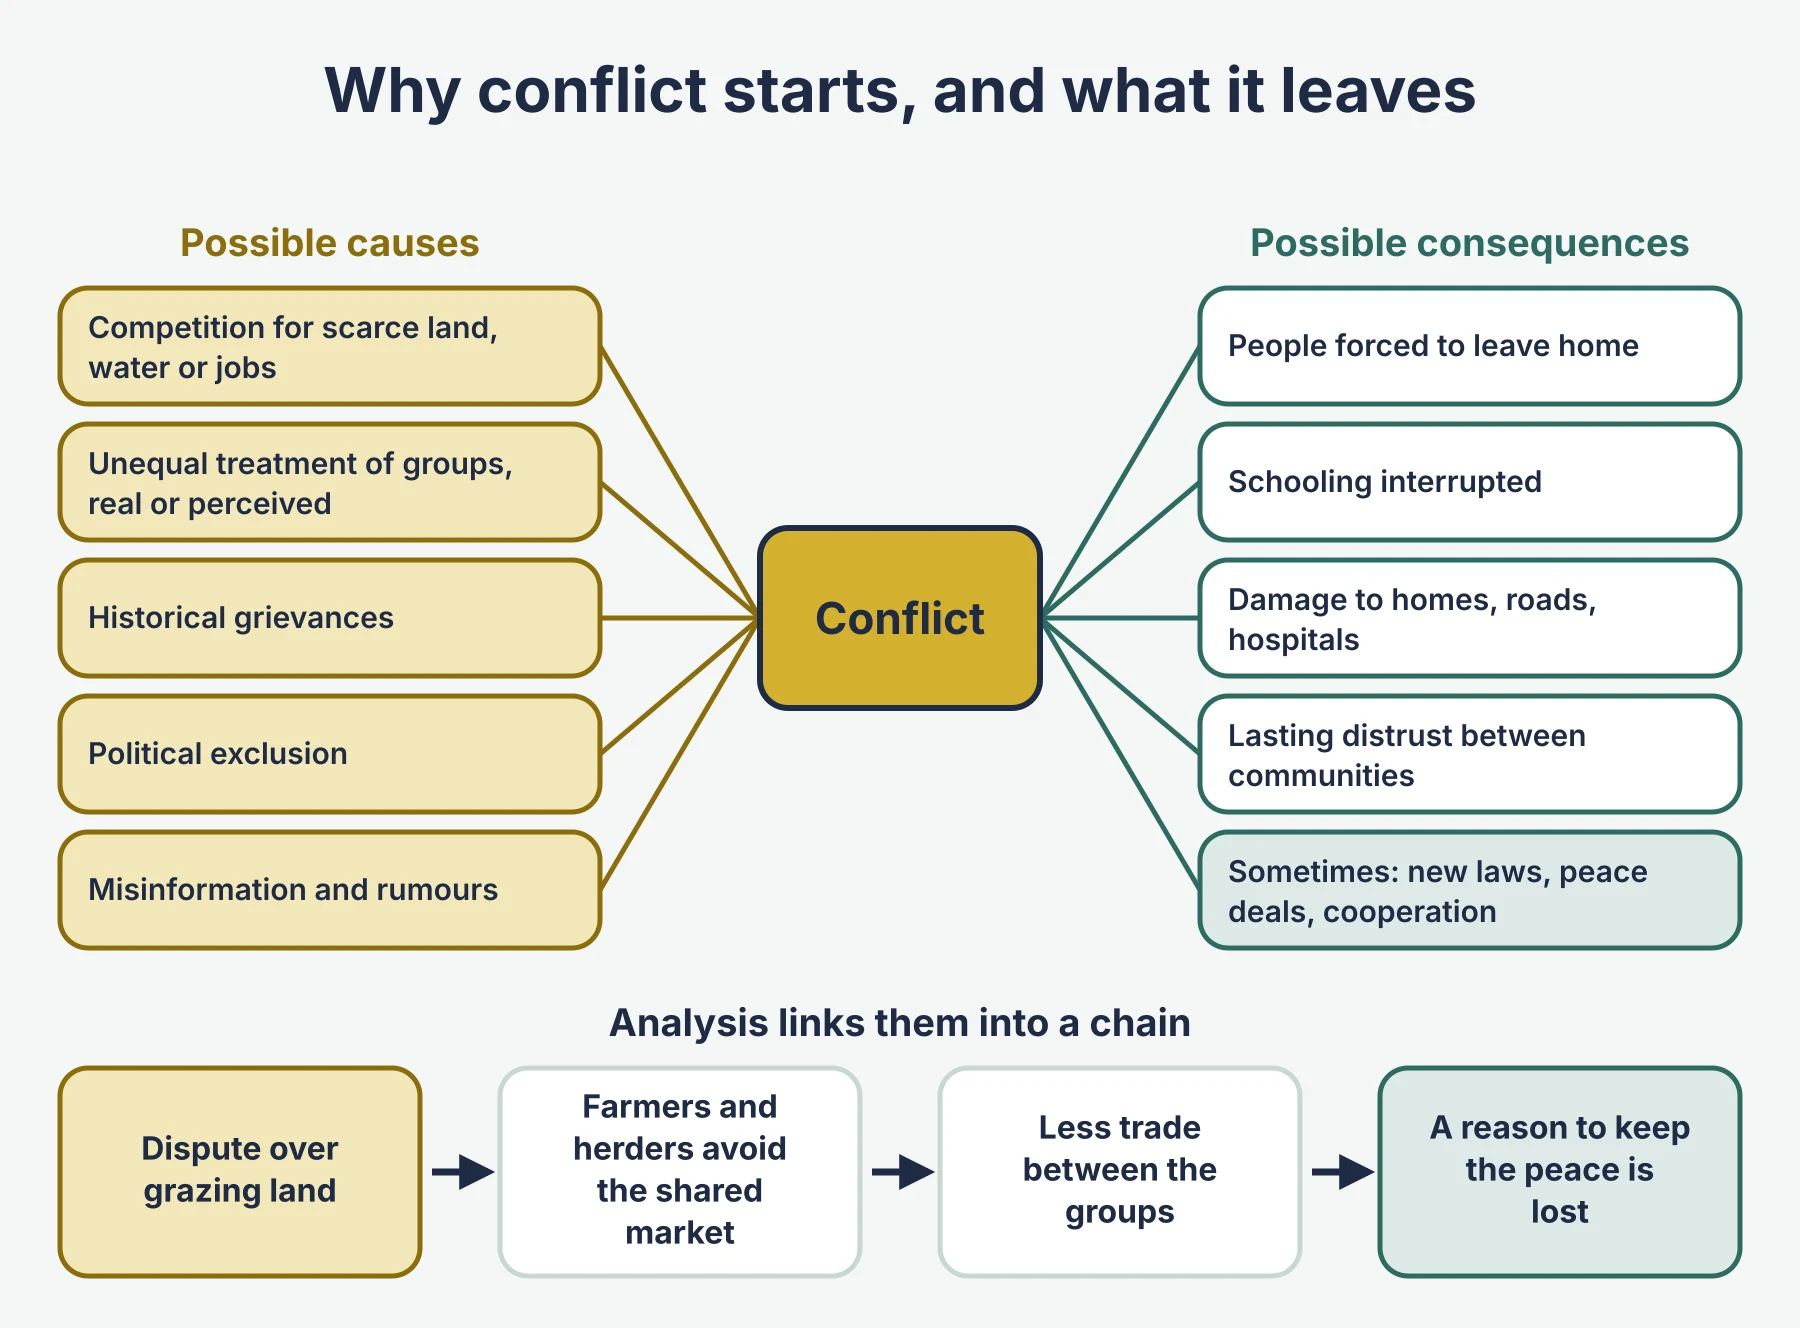 Why conflict starts, and what it leaves
Possible causes
Competition for scarce land,
water or jobs
Unequal treatment of groups,
real or perceived
Historical grievances
Political exclusion
Misinformation and rumours
Conflict
Possible consequences
People forced to leave home
Schooling interrupted
Damage to homes, roads,
hospitals
Lasting distrust between
communities
Sometimes: new laws, peace
deals, cooperation
Analysis links them into a chain
Dispute over
grazing land
Farmers and
herders avoid
the shared
market
Less trade
between the
groups
A reason to keep
the peace is
lost